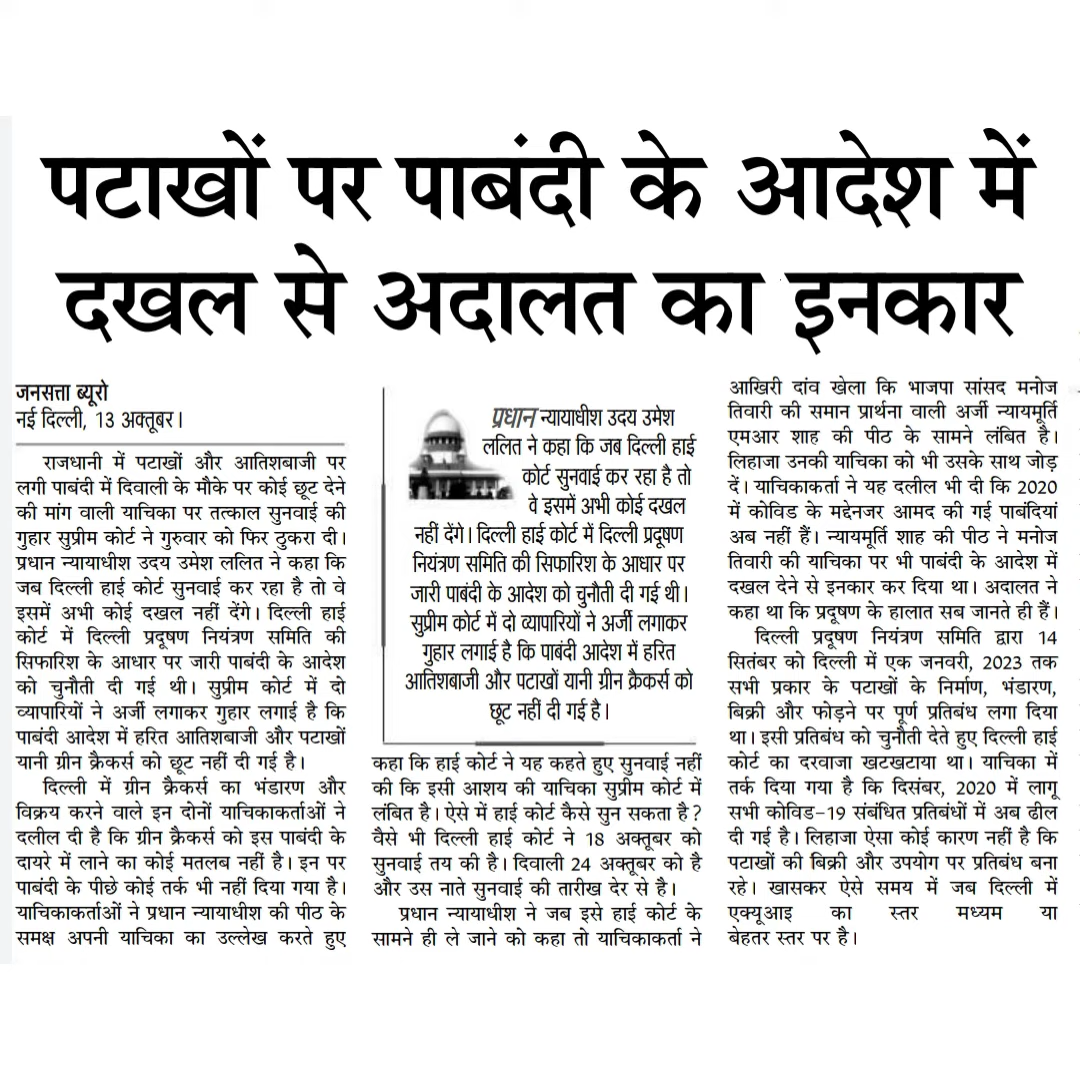 पटाखों पर पाबंदी के आदेश में
दखल से अदालत का इनकार
जनसत्ता ब्यूरो
नई दिल्ली, 13 अक्तूबर।
राजधानी में पटाखों और आतिशबाजी पर
लगी पाबंदी में दिवाली के मौके पर कोई छूट देने
की मांग वाली याचिका पर तत्काल सुनवाई की
गुहार सुप्रीम कोर्ट ने गुरुवार को फिर ठुकरा दी।
प्रधान न्यायाधीश उदय उमेश ललित ने कहा कि
जब दिल्ली हाई कोर्ट सुनवाई कर रहा है तो वे
इसमें अभी कोई दखल नहीं देंगे। दिल्ली हाई
कोर्ट में दिल्ली प्रदूषण नियंत्रण समिति की
सिफारिश के आधार पर जारी पाबंदी के आदेश
को चुनौती दी गई थी। सुप्रीम कोर्ट में दो
व्यापारियों ने अर्जी लगाकर गुहार लगाई है कि
पाबंदी आदेश में हरित आतिशबाजी और पटाखों
यानी ग्रीन क्रैकर्स को छूट नहीं दी गई है।
दिल्ली में ग्रीन क्रैकर्स का भंडारण और
विक्रय करने वाले इन दोनों याचिकाकर्ताओं ने
दलील दी है कि ग्रीन क्रैकर्स को इस पाबंदी के
दायरे में लाने का कोई मतलब नहीं है। इन पर
पाबंदी के पीछे कोई तर्क भी नहीं दिया गया है।
याचिकाकर्ताओं ने प्रधान न्यायाधीश की पीठ के
समक्ष अपनी याचिका का उल्लेख करते हुए
प्रधान न्यायाधीश उदय उमेश
ललित ने कहा कि जब दिल्ली हाई
कोर्ट सुनवाई कर रहा है तो
वे इसमें अभी कोई दखल
नहीं देंगे। दिल्ली हाई कोर्ट में दिल्ली प्रदूषण
नियंत्रण समिति की सिफारिश के आधार पर
जारी पाबंदी के आदेश को चुनौती दी गई थी।
सुप्रीम कोर्ट में दो व्यापारियों ने अर्जी लगाकर
गुहार लगाई है कि पाबंदी आदेश में हरित
आतिशबाजी और पटाखों यानी ग्रीन क्रैकर्स को
छूट नहीं दी गई है।
कहा कि हाई कोर्ट ने यह कहते हुए सुनवाई नहीं
की कि इसी आशय की याचिका सुप्रीम कोर्ट में
लंबित है। ऐसे में हाई कोर्ट कैसे सुन सकता है?
वैसे भी दिल्ली हाई कोर्ट ने 18 अक्तूबर को
सुनवाई तय की है। दिवाली 24 अक्तूबर को है
और उस नाते सुनवाई की तारीख देर से है।
प्रधान न्यायाधीश ने जब इसे हाई कोर्ट के
सामने ही ले जाने को कहा तो याचिकाकर्ता ने
आखिरी दांव खेला कि भाजपा सांसद मनोज
तिवारी की समान प्रार्थना वाली अर्जी न्यायमूर्ति
एमआर शाह की पीठ के सामने लंबित है।
लिहाजा उनकी याचिका को भी उसके साथ जोड़
दें। याचिकाकर्ता ने यह दलील भी दी कि 2020
में कोविड के मद्देनजर आमद की गई पाबंदियां
अब नहीं हैं। न्यायमूर्ति शाह की पीठ ने मनोज
तिवारी की याचिका पर भी पाबंदी के आदेश में
दखल देने से इनकार कर दिया था। अदालत ने
कहा था कि प्रदूषण के हालात सब जानते ही हैं।
दिल्ली प्रदूषण नियंत्रण समिति द्वारा 14
सितंबर को दिल्ली में एक जनवरी, 2023 तक
सभी प्रकार के पटाखों के निर्माण, भंडारण,
बिक्री और फोड़ने पर पूर्ण प्रतिबंध लगा दिया
था। इसी प्रतिबंध को चुनौती देते हुए दिल्ली हाई
कोर्ट का दरवाजा खटखटाया था। याचिका में
तर्क दिया गया है कि दिसंबर, 2020 में लागू
सभी कोविड-19 संबंधित प्रतिबंधों में अब ढील
दी गई है। लिहाजा ऐसा कोई कारण नहीं है कि
पटाखों की बिक्री और उपयोग पर प्रतिबंध बना
रहे। खासकर ऐसे समय में जब दिल्ली में
एक्यूआइ का स्तर मध्यम या
बेहतर स्तर पर है।